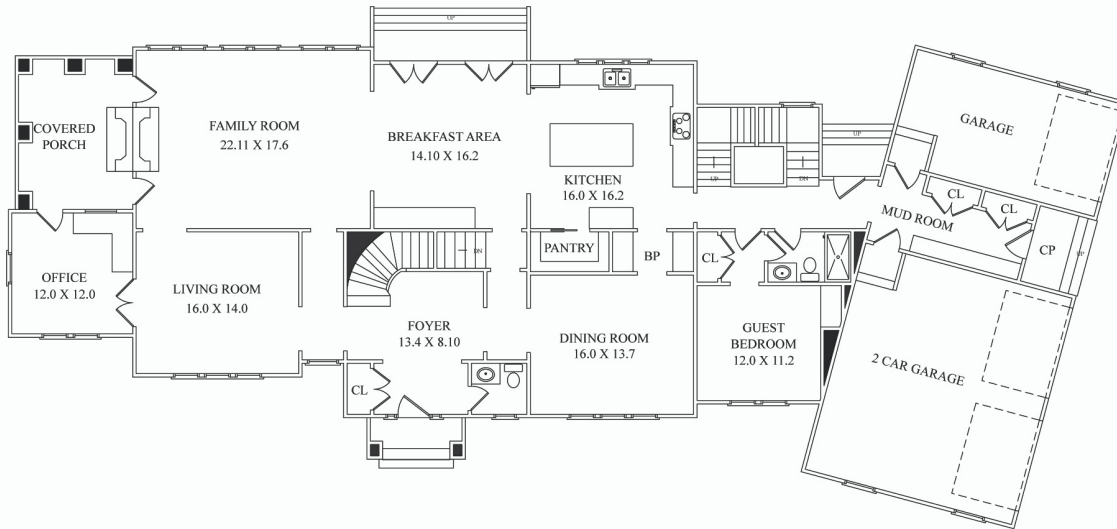 UP
COVERED
PORCH
FAMILY ROOM
22.11 X 17.6
BREAKFAST AREA
14.10 X 16.2
KITCHEN
16.0 X 16.2
UP
DN
UP
GARAGE
CL
CL
MUD ROOM
CP
UP
OFFICE
12.0 X 12.0
LIVING ROOM
16.0 X 14.0
DN
PANTRY
BP
CL
FOYER
13.4 X 8.10
DINING ROOM
16.0 X 13.7
GUEST
BEDROOM
12.0 X 11.2
2 CAR GARAGE
CL